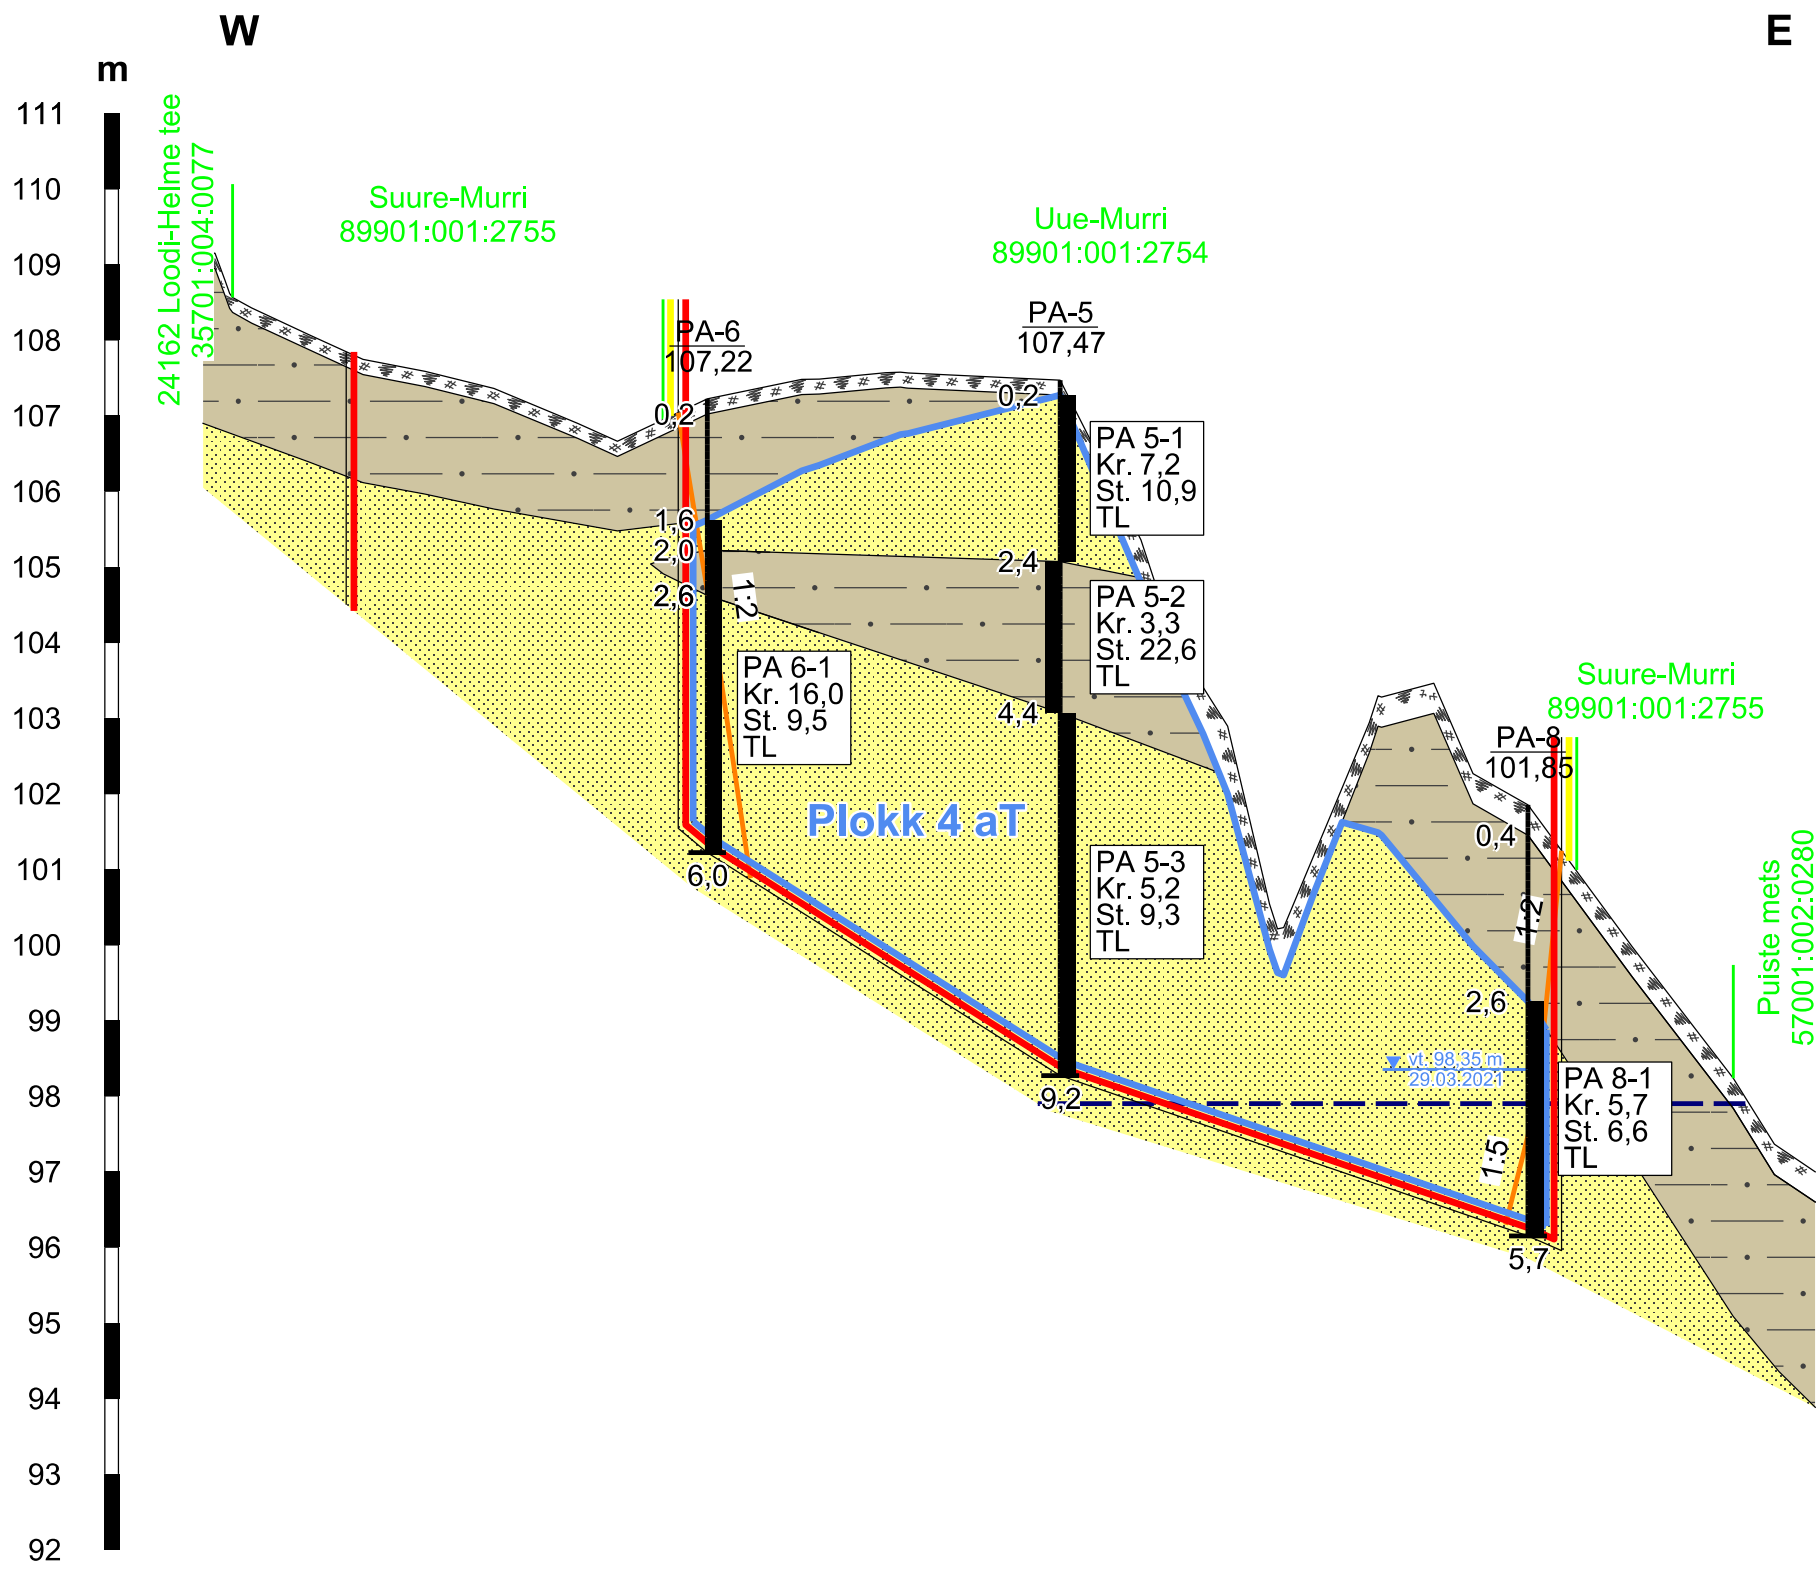 W
E
m
111
110
109
108
107
106
105
104
103
102
101
100
99
98
97
96
95
94
93
92
24162 Loodi-Helme tee
35701:004:0077
Suure-Murri
89901:001:2755
Uue-Murri
89901:001:2754
PA-6
107,22
0,2
1,6
2,0
2,6
6,0
1:2
PA 6-1
Kr. 16,0
St. 9,5
TL
Plokk 4 aT
PA-5
107,47
0,2
2,4
4,4
9,2
PA 5-1
Kr. 7,2
St. 10,9
TL
PA 5-2
Kr. 3,3
St. 22,6
TL
PA 5-3
Kr. 5,2
St. 9,3
TL
Suure-Murri
89901:001:2755
PA-8
101,85
0,4
1:2
2,6
vt. 98,35 m
29.03.2021
1:5
5,7
PA 8-1
Kr. 5,7
St. 6,6
TL
Puiste mets
57001:002:0280